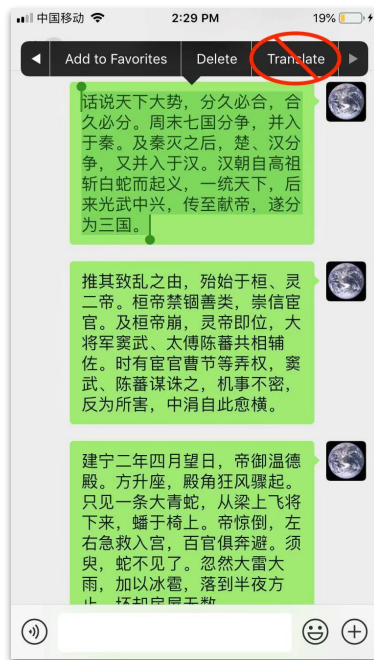 中国移动 2:29 PM 19%
Add to Favorites Delete Translate
话说天下大势，分久必合，合
久必分。周末七国分争，并入
于秦。及秦灭之后，楚、汉分
争，又并入于汉。汉朝自高祖
斩白蛇而起义，一统天下，后
来光武中兴，传至献帝，遂分
为三国。
推其致乱之由，殆始于桓、灵
二帝。桓帝禁锢善类，崇信宦
官。及桓帝崩，灵帝即位，大
将军窦武、太傅陈蕃共相辅
佐。时有宦官曹节等弄权，窦
武、陈蕃谋诛之，机事不密，
反为所害，中涓自此愈横。
建宁二年四月望日，帝御温德
殿。方升座，殿角狂风骤起。
只见一条大青蛇，从梁上飞将
下来，蟠于椅上。帝惊倒，左
右急救入宫，百官俱奔避。须
臾，蛇不见了。忽然大雷大
雨，加以冰雹，落到半夜方
止，坏却房屋无数